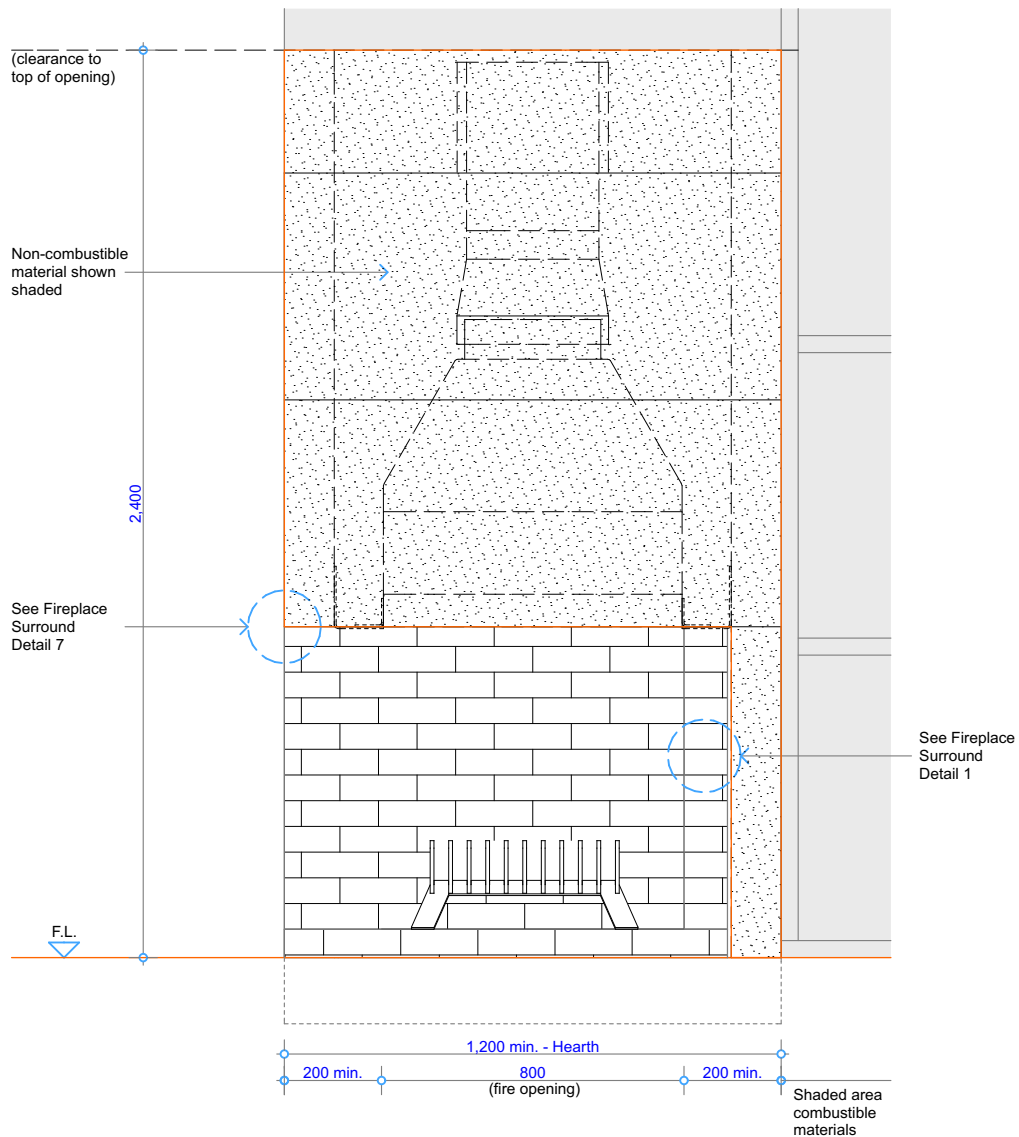 (clearance to
top of opening)
Non-combustible
material shown
shaded
2,400
See Fireplace
Surround
Detail 7
See Fireplace
Surround
Detail 1
F.L.
1,200 min. - Hearth
200 min.
800
200 min.
(fire opening)
Shaded area
combustible
materials